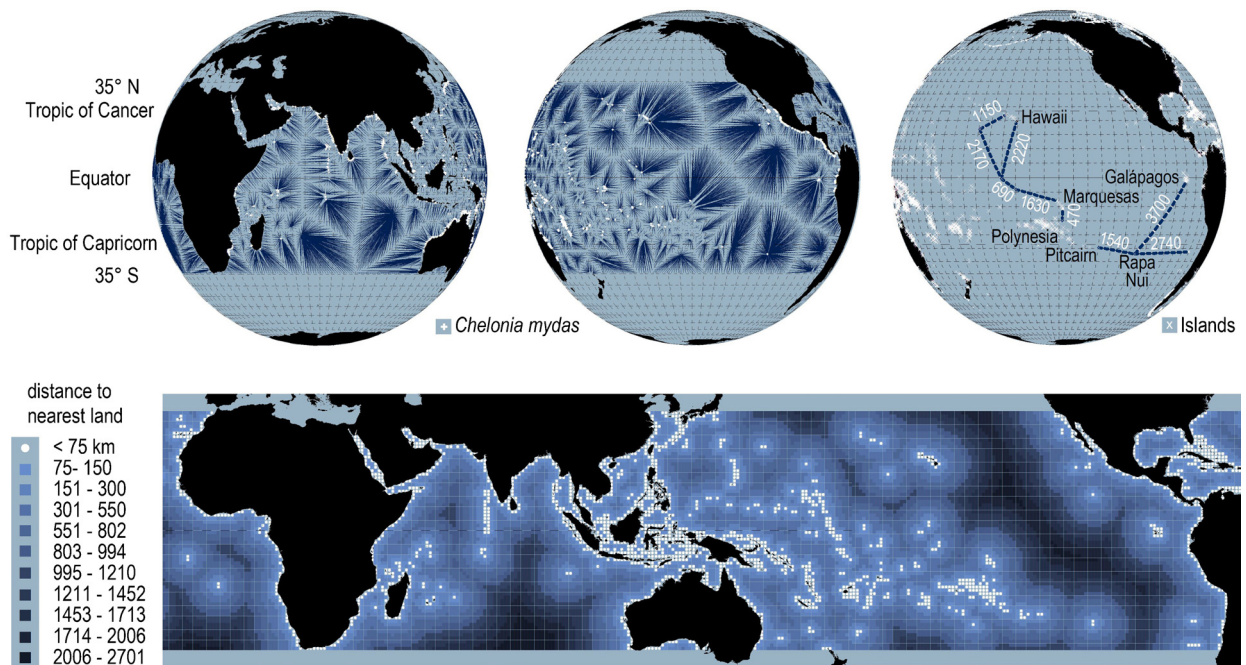 35° N
Tropic of Cancer
Equator
Tropic of Capricorn
35° S
+ Chelonia mydas
1150
Hawaii
2170
2220
Galápagos
690
1630
Marquesas
470
3700
Polynesia
Pitcairn
1540
2740
Rapa
Nui
x Islands
distance to
nearest land
< 75 km
75- 150
151 - 300
301 - 550
551 - 802
803 - 994
995 - 1210
1211 - 1452
1453 - 1713
1714 - 2006
2006 - 2701